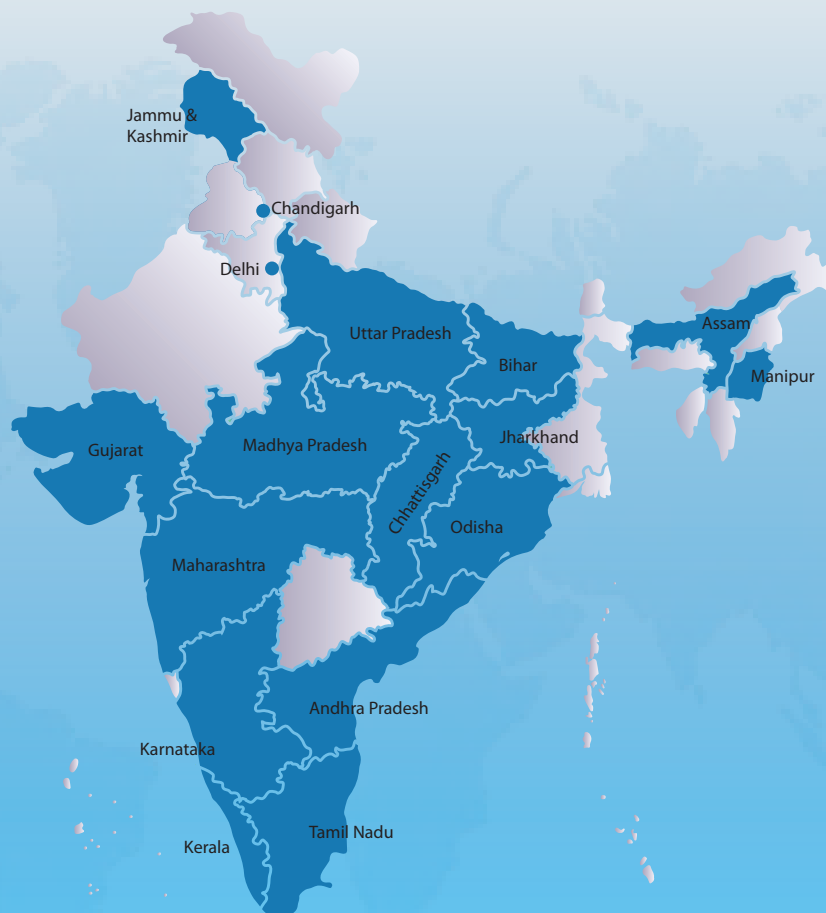 Jammu &
Kashmir
Chandigarh
Delhi
Assam
Uttar Pradesh
Bihar
Manipur
Jharkhand
Madhya Pradesh
Gujarat
Chhattisgarh
Odisha
Maharashtra
Andhra Pradesh
Karnataka
Tamil Nadu
Kerala